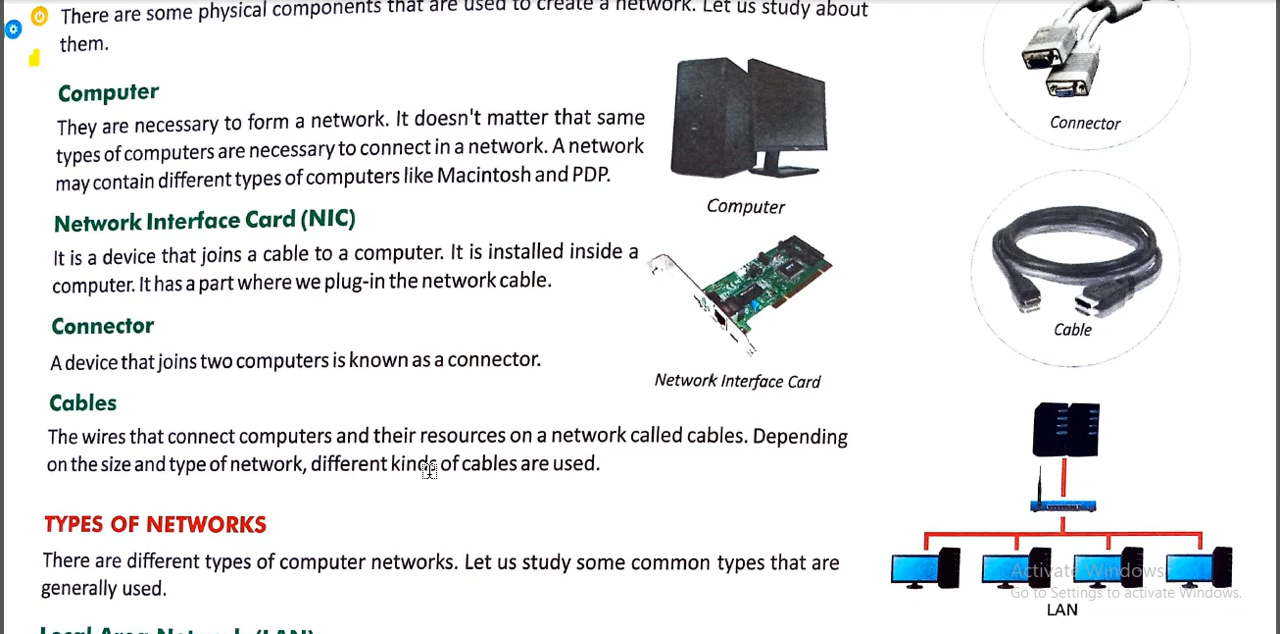 There are some physical components that are used to create a network. Let us study about
them.
Computer
They are necessary to form a network. It doesn't matter that same
types of computers are necessary to connect in a network. A network
may contain different types of computers like Macintosh and PDP.
Computer
Network Interface Card (NIC)
It is a device that joins a cable to a computer. It is installed inside a
computer. It has a part where we plug-in the network cable.
Connector
A device that joins two computers is known as a connector.
Network Interface Card
Cables
The wires that connect computers and their resources on a network called cables. Depending
on the size and type of network, different kinds of cables are used.
TYPES OF NETWORKS
There are different types of computer networks. Let us study some common types that are
generally used.
Local Area Network (LAN)
Connector
Cable
LAN
Activate Windows
Go to Settings to activate Windows.